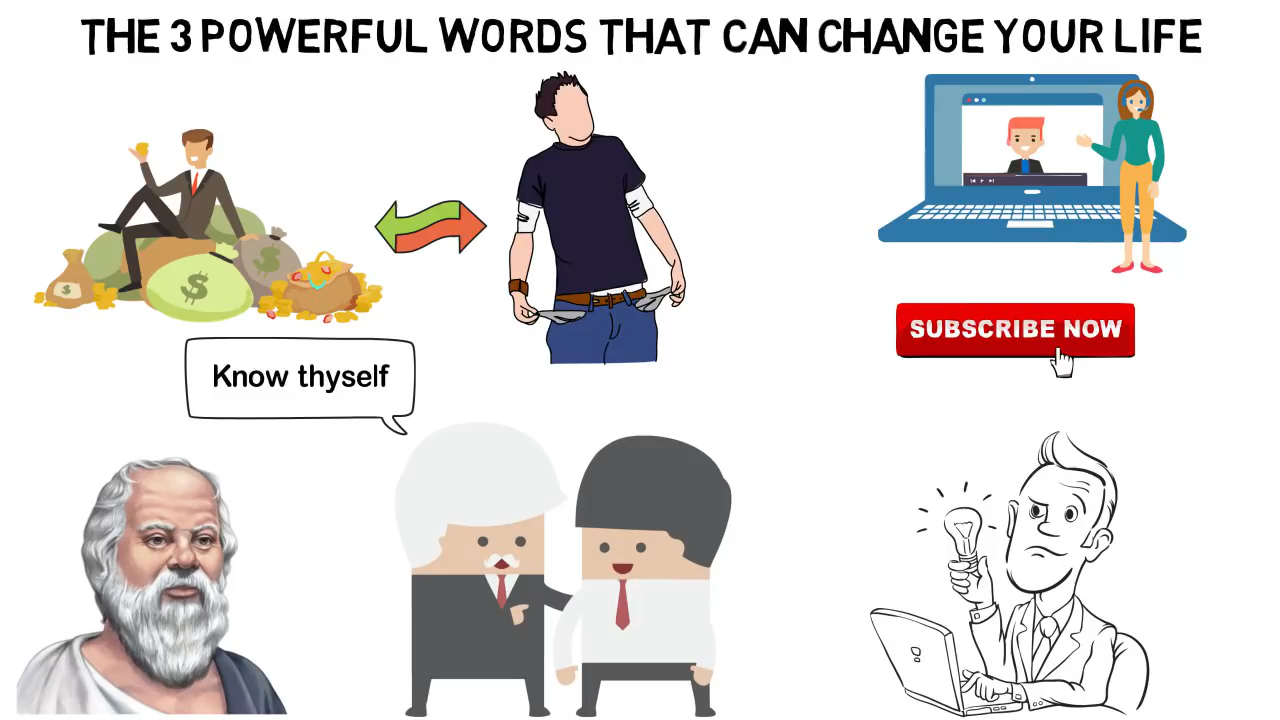 THE 3 POWERFUL WORDS THAT CAN CHANGE YOUR LIFE
$
$
$
SUBSCRIBE NOW
Know thyself